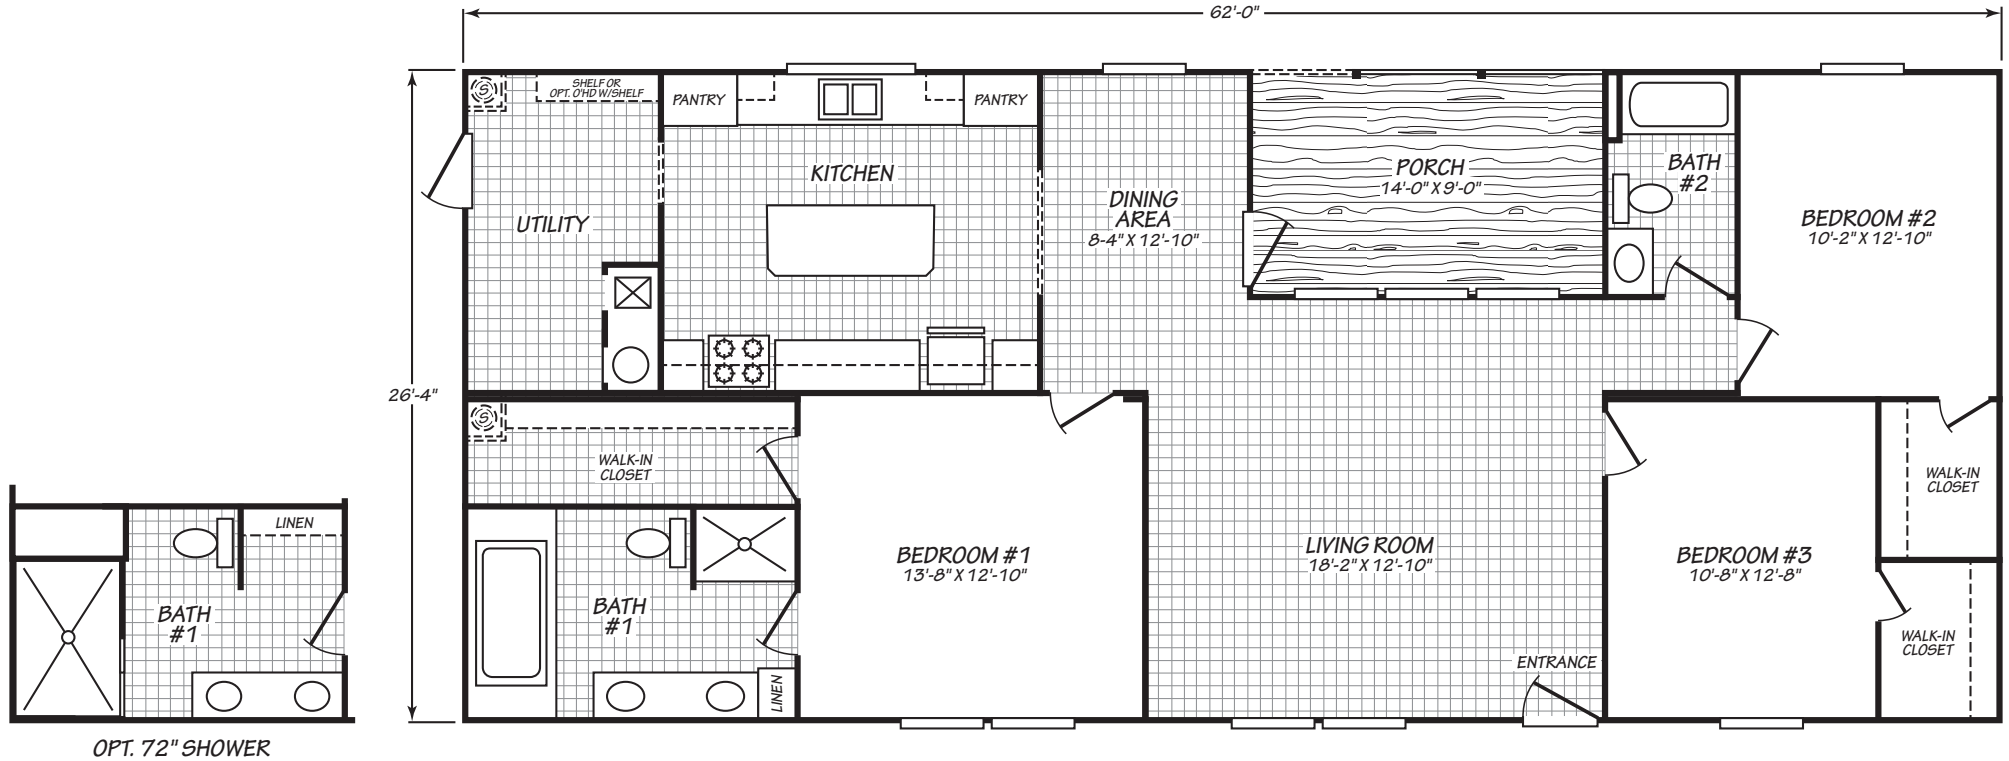 62'-0"
SHELF OR
OPT. O'HD W/SHELF
S
PANTRY
PANTRY
KITCHEN
UTILITY
DINING
AREA
8-4" X 12'-10"
PORCH
14'-0" X 9'-0"
BATH
#2
BEDROOM #2
10'-2" X 12'-10"
26'-4"
S
WALK-IN
CLOSET
BATH
#1
LINEN
BEDROOM #1
13'-8" X 12'-10"
LIVING ROOM
18'-2" X 12'-10"
ENTRANCE
BEDROOM #3
10'-8" X 12'-8"
WALK-IN
CLOSET
WALK-IN
CLOSET
LINEN
BATH
#1
OPT. 72" SHOWER